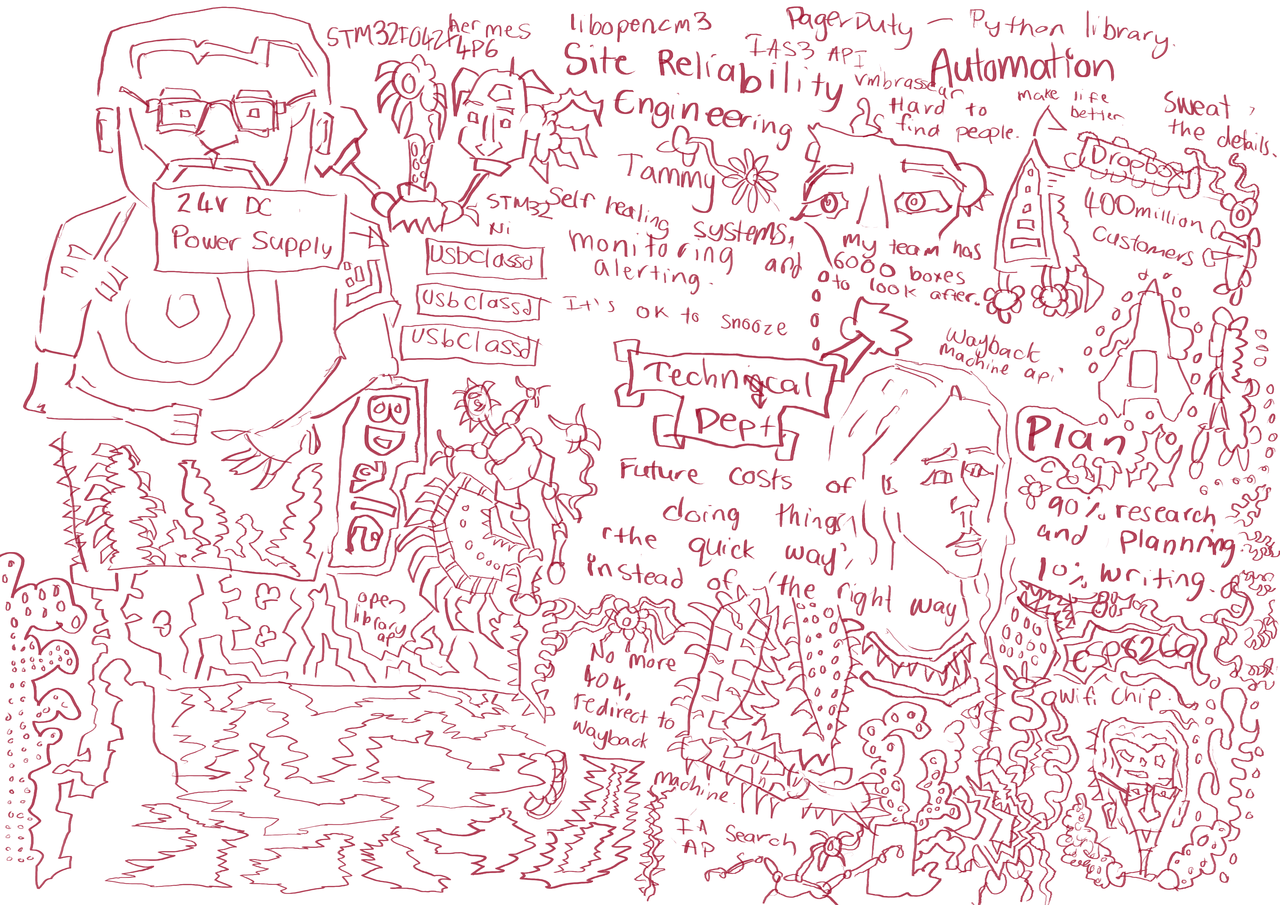 STM32F042F4P6
Hermes
libopencm3
PagerDuty - Python library.
IAS3 API
Site Reliability
Engineering
vmbrasseur
Automation
Hard to
find people.
make life
better
Sweat
the details.
Dropbox
400million
Customers
24V DC
Power Supply
Tammy
STM32
Ni
Self healing systems,
monitoring and
alerting.
UsbClassd
UsbClassd
UsbClassd
It's ok to snooze
my team has
6000 boxes
to look after.
Wayback
machine api
Technical
Dept
Future costs of
doing things
'the quick way',
instead of 'the right way
Plan
90% research
and planning
10% writing.
open
library
ap
No more
404,
redirect to
Wayback
machine
IA Search
AP
ESP8266
Wifi chip.